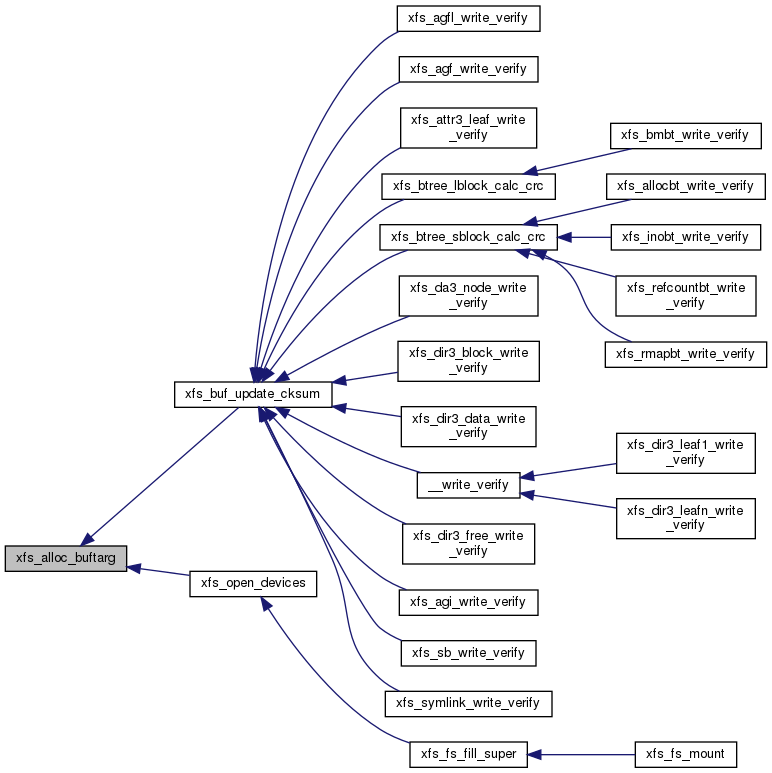 xfs_agfl_write_verify
xfs_agf_write_verify
xfs_attr3_leaf_write
_verify
xfs_bmbt_write_verify
xfs_btree_lblock_calc_crc
xfs_allocbt_write_verify
xfs_btree_sblock_calc_crc
xfs_inobt_write_verify
xfs_da3_node_write
_verify
xfs_refcountbt_write
_verify
xfs_dir3_block_write
_verify
xfs_rmapbt_write_verify
xfs_buf_update_cksum
xfs_dir3_data_write
_verify
xfs_dir3_leaf1_write
_verify
__write_verify
xfs_dir3_leafn_write
_verify
xfs_dir3_free_write
_verify
xfs_alloc_buftarg
xfs_open_devices
xfs_agi_write_verify
xfs_sb_write_verify
xfs_symlink_write_verify
xfs_fs_fill_super
xfs_fs_mount